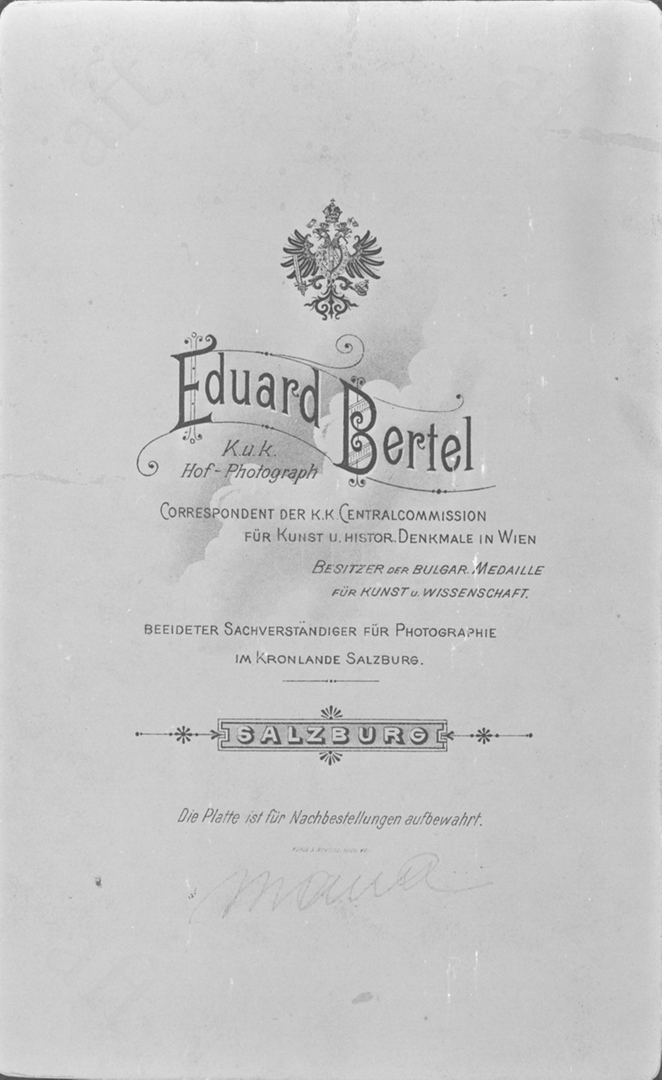 Eduard Bertel
K.u.k.
Hof-Photograph
CORRESPONDENT DER K.K. CENTRALCOMMISSION
FÜR KUNST U. HISTOR. DENKMALE IN WIEN
BESITZER DER BULGAR. MEDAILLE
FÜR KUNST U. WISSENSCHAFT.
BEEIDETER SACHVERSTÄNDIGER FÜR PHOTOGRAPHIE
IM KRONLANDE SALZBURG.
SALZBURG
Die Platte ist für Nachbestellungen aufbewahrt.